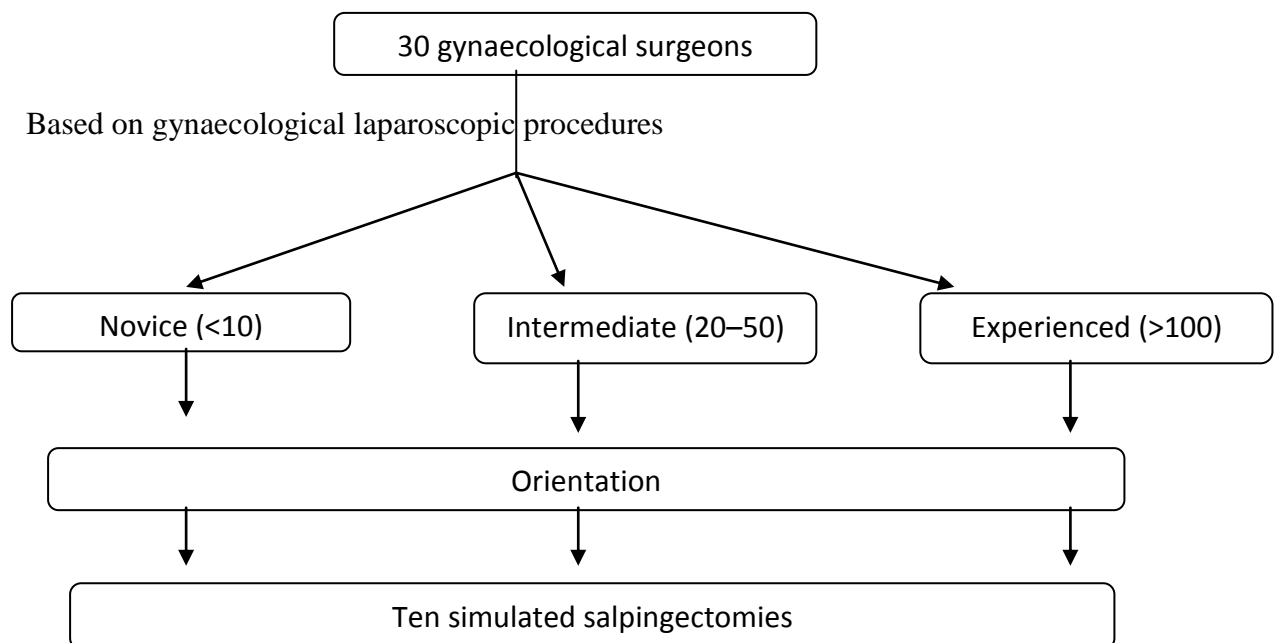 30 gynaecological surgeons
Based on gynaecological laparoscopic procedures
Novice (<10)
Intermediate (20–50)
Experienced (>100)
Orientation
Ten simulated salpingectomies